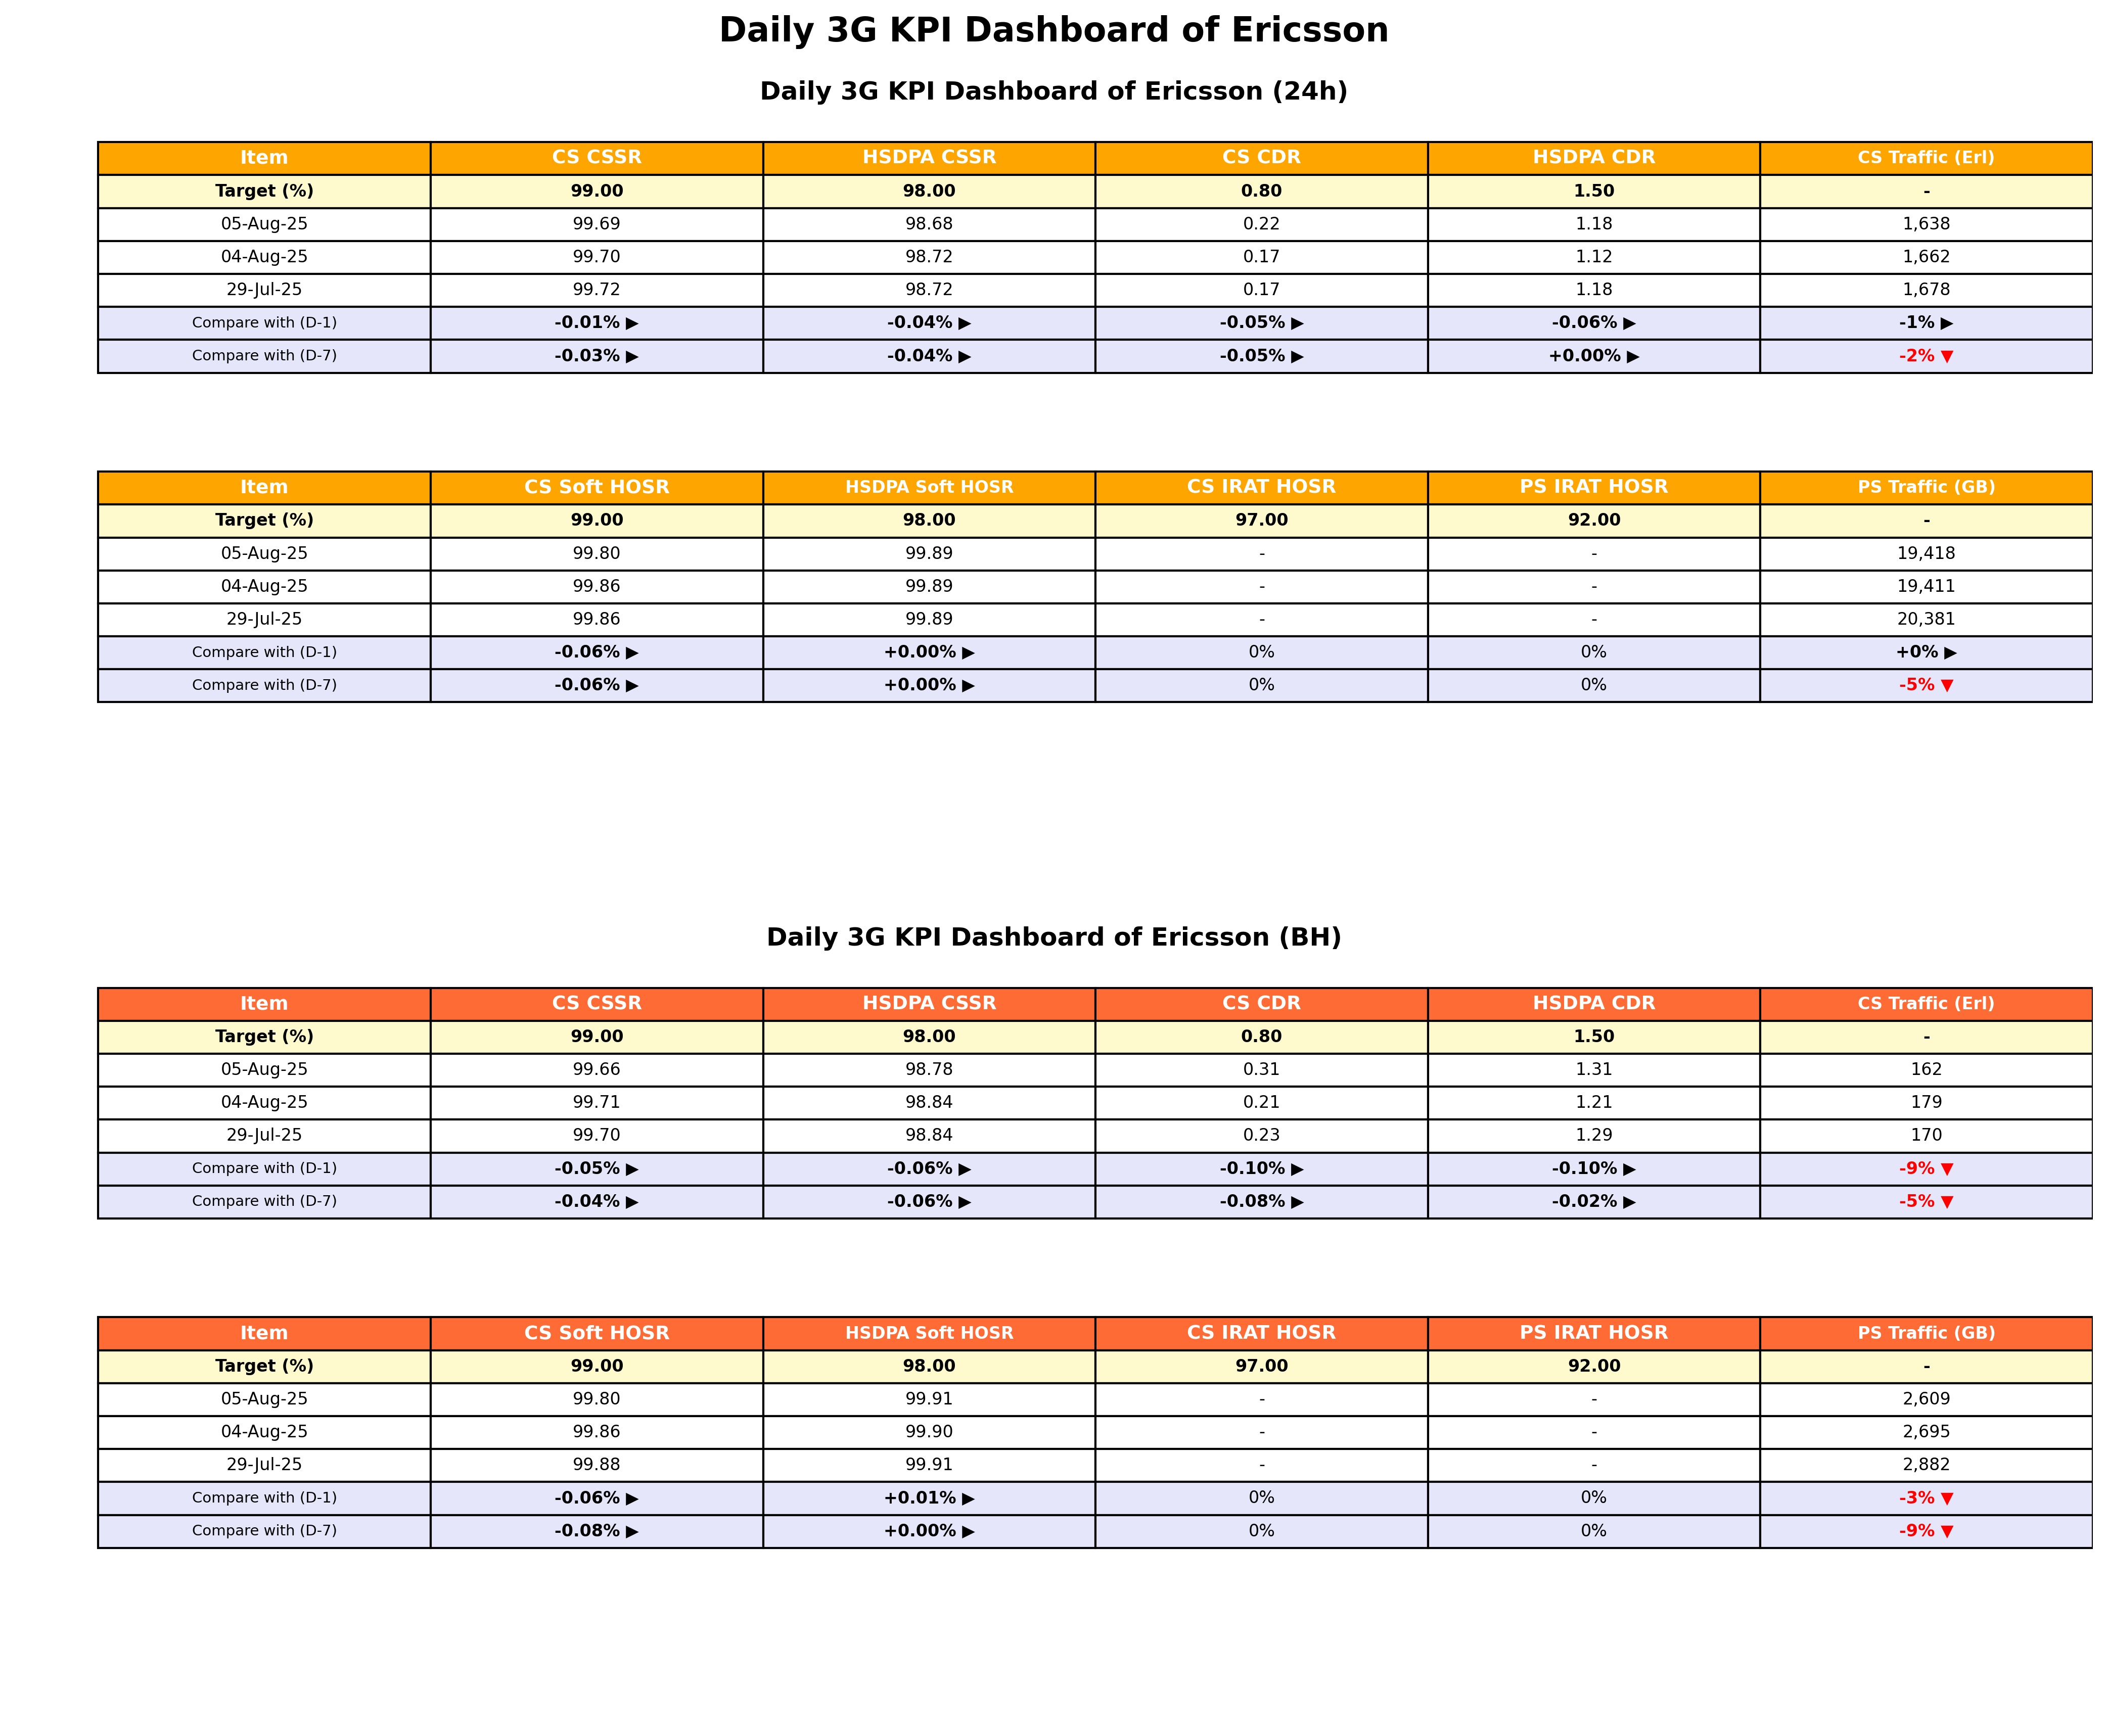 Daily 3G KPI Dashboard of Ericsson
Daily 3G KPI Dashboard of Ericsson (24h)
Item CS CSSR HSDPA CSSR CS CDR HSDPA CDR CS Traffic (Erl)
Target (%) 99.00 98.00 0.80 1.50 -
05-Aug-25 99.69 98.68 0.22 1.18 1,638
04-Aug-25 99.70 98.72 0.17 1.12 1,662
29-Jul-25 99.72 98.72 0.17 1.18 1,678
Compare with (D-1) -0.01% ▶ -0.04% ▶ -0.05% ▶ -0.06% ▶ -1% ▶
Compare with (D-7) -0.03% ▶ -0.04% ▶ -0.05% ▶ +0.00% ▶ -2% ▼
Item CS Soft HOSR HSDPA Soft HOSR CS IRAT HOSR PS IRAT HOSR PS Traffic (GB)
Target (%) 99.00 98.00 97.00 92.00 -
05-Aug-25 99.80 99.89 - - 19,418
04-Aug-25 99.86 99.89 - - 19,411
29-Jul-25 99.86 99.89 - - 20,381
Compare with (D-1) -0.06% ▶ +0.00% ▶ 0% 0% +0% ▶
Compare with (D-7) -0.06% ▶ +0.00% ▶ 0% 0% -5% ▼
Daily 3G KPI Dashboard of Ericsson (BH)
Item CS CSSR HSDPA CSSR CS CDR HSDPA CDR CS Traffic (Erl)
Target (%) 99.00 98.00 0.80 1.50 -
05-Aug-25 99.66 98.78 0.31 1.31 162
04-Aug-25 99.71 98.84 0.21 1.21 179
29-Jul-25 99.70 98.84 0.23 1.29 170
Compare with (D-1) -0.05% ▶ -0.06% ▶ -0.10% ▶ -0.10% ▶ -9% ▼
Compare with (D-7) -0.04% ▶ -0.06% ▶ -0.08% ▶ -0.02% ▶ -5% ▼
Item CS Soft HOSR HSDPA Soft HOSR CS IRAT HOSR PS IRAT HOSR PS Traffic (GB)
Target (%) 99.00 98.00 97.00 92.00 -
05-Aug-25 99.80 99.91 - - 2,609
04-Aug-25 99.86 99.90 - - 2,695
29-Jul-25 99.88 99.91 - - 2,882
Compare with (D-1) -0.06% ▶ +0.01% ▶ 0% 0% -3% ▼
Compare with (D-7) -0.08% ▶ +0.00% ▶ 0% 0% -9% ▼